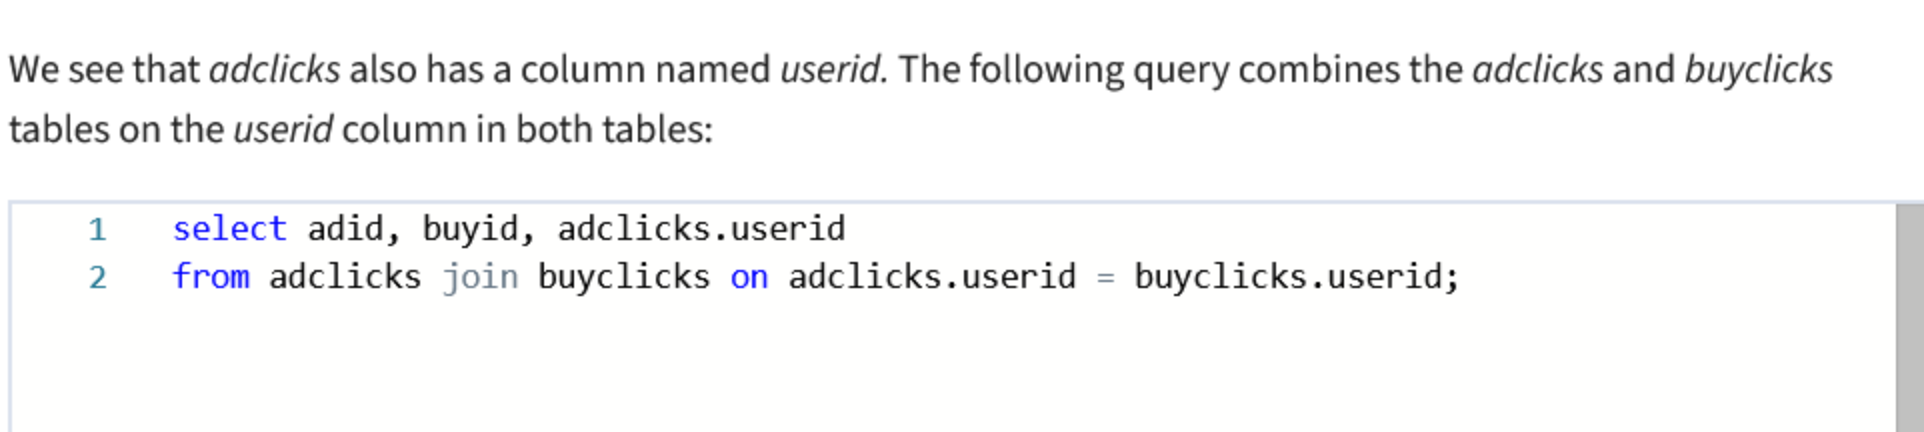 We see that adclicks also has a column named userid. The following query combines the adclicks and buyclicks
tables on the userid column in both tables:
1 select adid, buyid, adclicks.userid
2 from adclicks join buyclicks on adclicks.userid = buyclicks.userid;